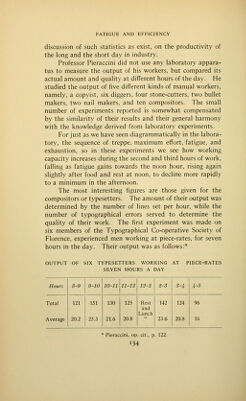 FATIGUE AND EFFICIENCY
discussion of such statistics as exist, on the productivity of
the long and the short day in industry.
Professor Pieraccini did not use any laboratory appara-
tus to measure the output of his workers, but compared its
actual amount and quality at different hours of the day. He
studied the output of five different kinds of manual workers,
namely, a copyist, six diggers, four stone-cutters, two bullet
makers, two nail makers, and ten compositors. The small
number of experiments reported is somewhat compensated
by the similarity of their results and their general harmony
with the knowledge derived from laboratory experiments.
For just as we have seen diagrammatically in the labora-
tory, the sequence of treppe, maximum effort, fatigue, and
exhaustion, so in these experiments we see how working
capacity increases during the second and third hours of work,
falling as fatigue gains towards the noon hour, rising again
slightly after food and rest at noon, to decline more rapidly
to a minimum in the afternoon.
The most interesting figures are those given for the
compositors or typesetters. The amount of their output was
determined by the number of lines set per hour, while the
number of typographical errors served to determine the
quality of their work. The first experiment was made on
six members of the Typographical Co-operative Society of
Florence, experienced men working at piece-rates, for seven
hours in the day. Their output was as follows:*
OUTPUT OF SIX TYPESETTERS WORKING AT PIECE-RATES
SEVEN HOURS A DAY
Hours 8-9 9-10 10-11 11-12 12-2 2-3 3-4 4-5
Total 121 151 130 125 Rest and Lunch 142 124 96
Average 20.2 25.3 21.6 20.8 " 23.6 20.8 16
* Pieraccini, op. cit., p. 122.
134